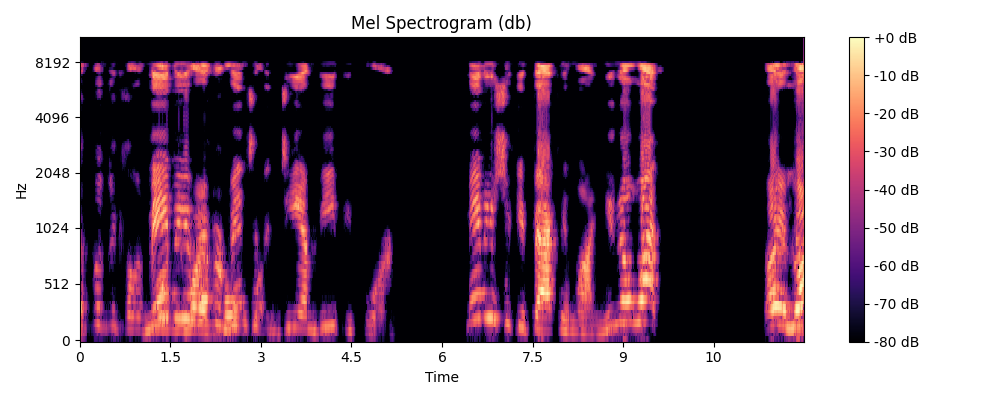 Mel Spectrogram (db)
8192
4096
2048
1024
512
0
Hz
0 1.5 3 4.5 6 7.5 9 10
Time
+0 dB
-10 dB
-20 dB
-30 dB
-40 dB
-50 dB
-60 dB
-70 dB
-80 dB